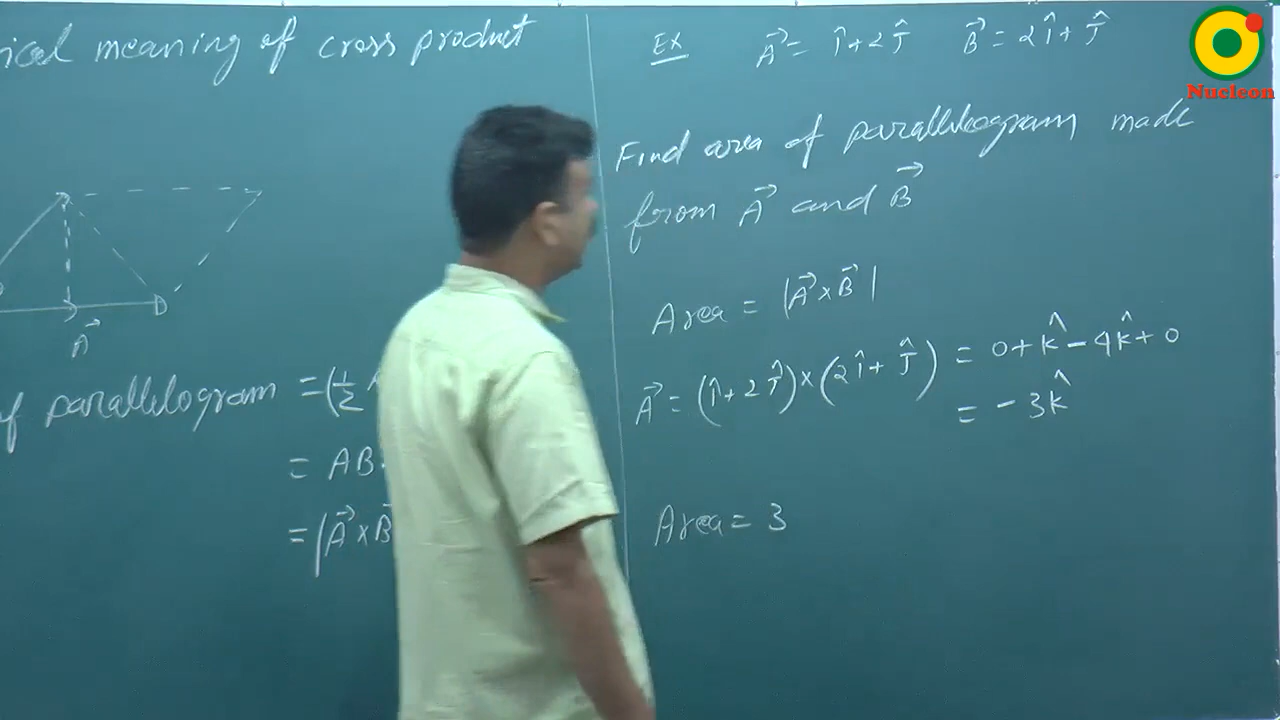 ical meaning of cross product
A⃗
of parallelogram = (1/2 A
= AB
= |A⃗ × B⃗
Ex A⃗ = î + 2ĵ B⃗ = 2î + ĵ
Find area of parallelogram made
from A⃗ and B⃗
Area = |A⃗ × B⃗|
A⃗ = (î + 2ĵ) × (2î + ĵ) = 0 + k̂ - 4k̂ + 0
= -3k̂
Area = 3
Nucleon